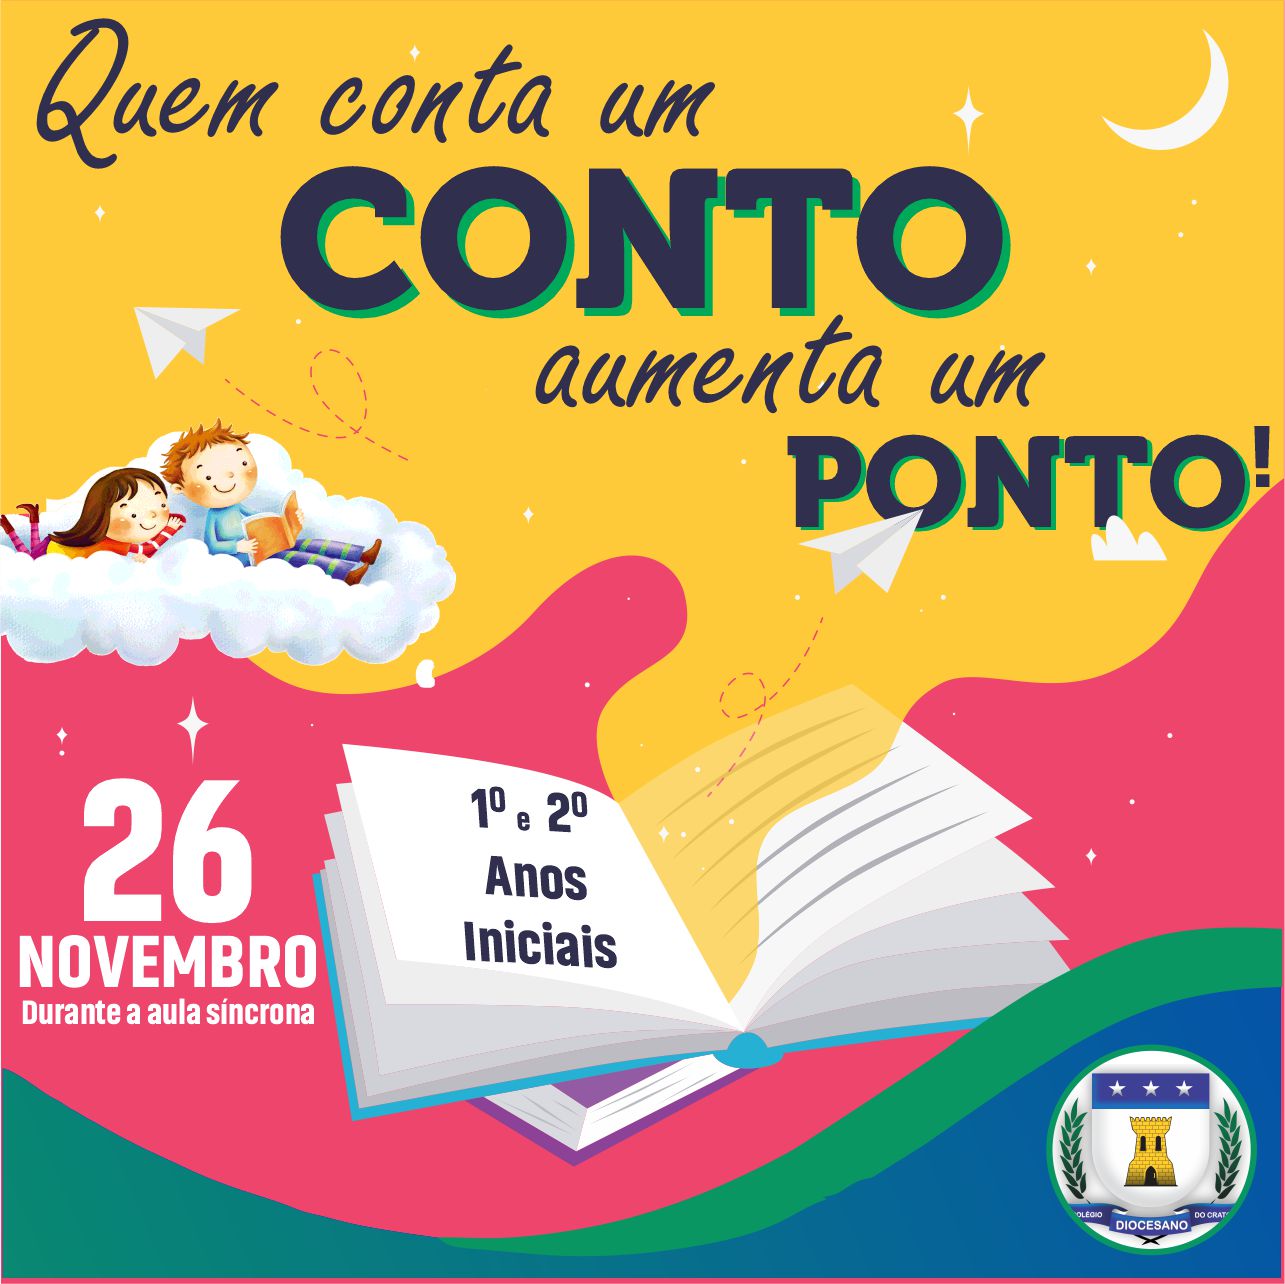 Quem conta um
CONTO
aumenta um
PONTO!
1º e 2º
Anos
Iniciais
26
NOVEMBRO
Durante a aula síncrona
DO CRATO
DIOCESANO